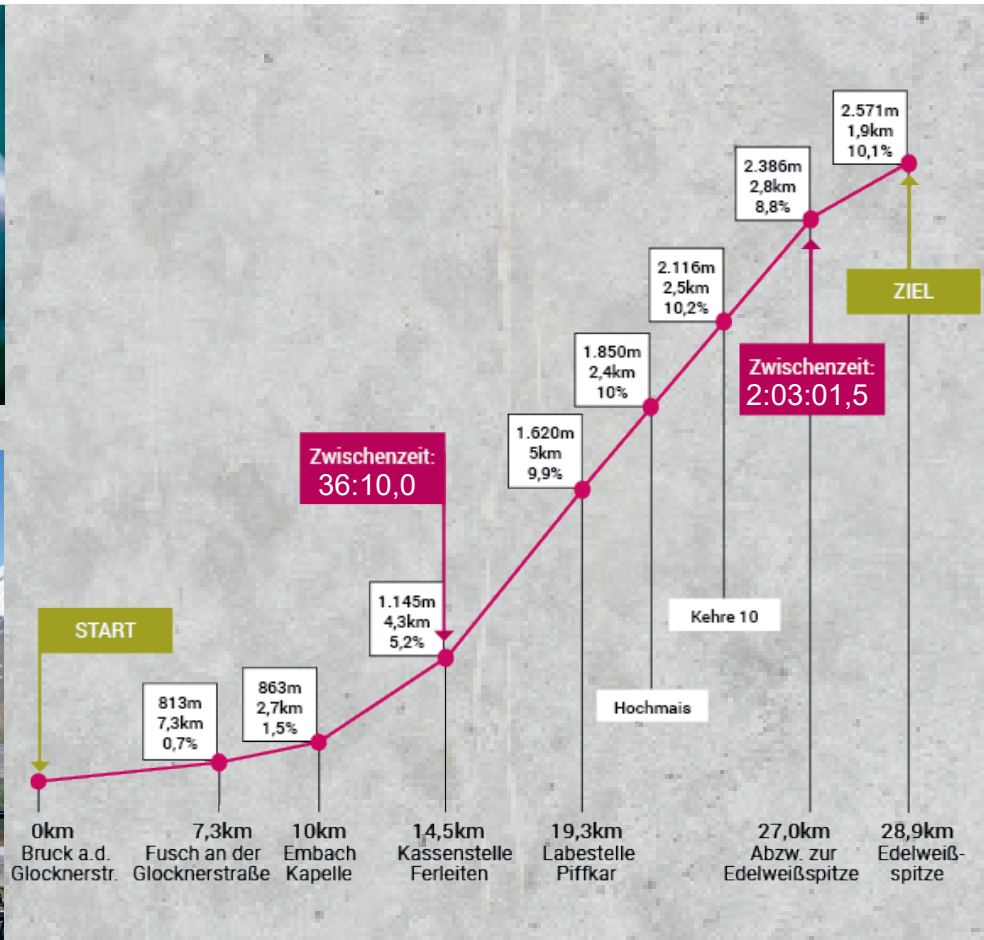 2.571m
1,9km
10,1%
2.386m
2,8km
8,8%
ZIEL
2.116m
2,5km
10,2%
1.850m
2,4km
10%
Zwischenzeit:
2:03:01,5
1.620m
5km
9,9%
Zwischenzeit:
36:10,0
1.145m
4,3km
5,2%
START
Kehre 10
863m
2,7km
1,5%
813m
7,3km
0,7%
Hochmais
0km
Bruck a.d.
Glocknerstr.
7,3km
Fusch an der
Glocknerstraße
10km
Embach
Kapelle
14,5km
Kassenstelle
Ferleiten
19,3km
Labestelle
Piffkar
27,0km
Abzw. zur
Edelweißspitze
28,9km
Edelweiß-
spitze